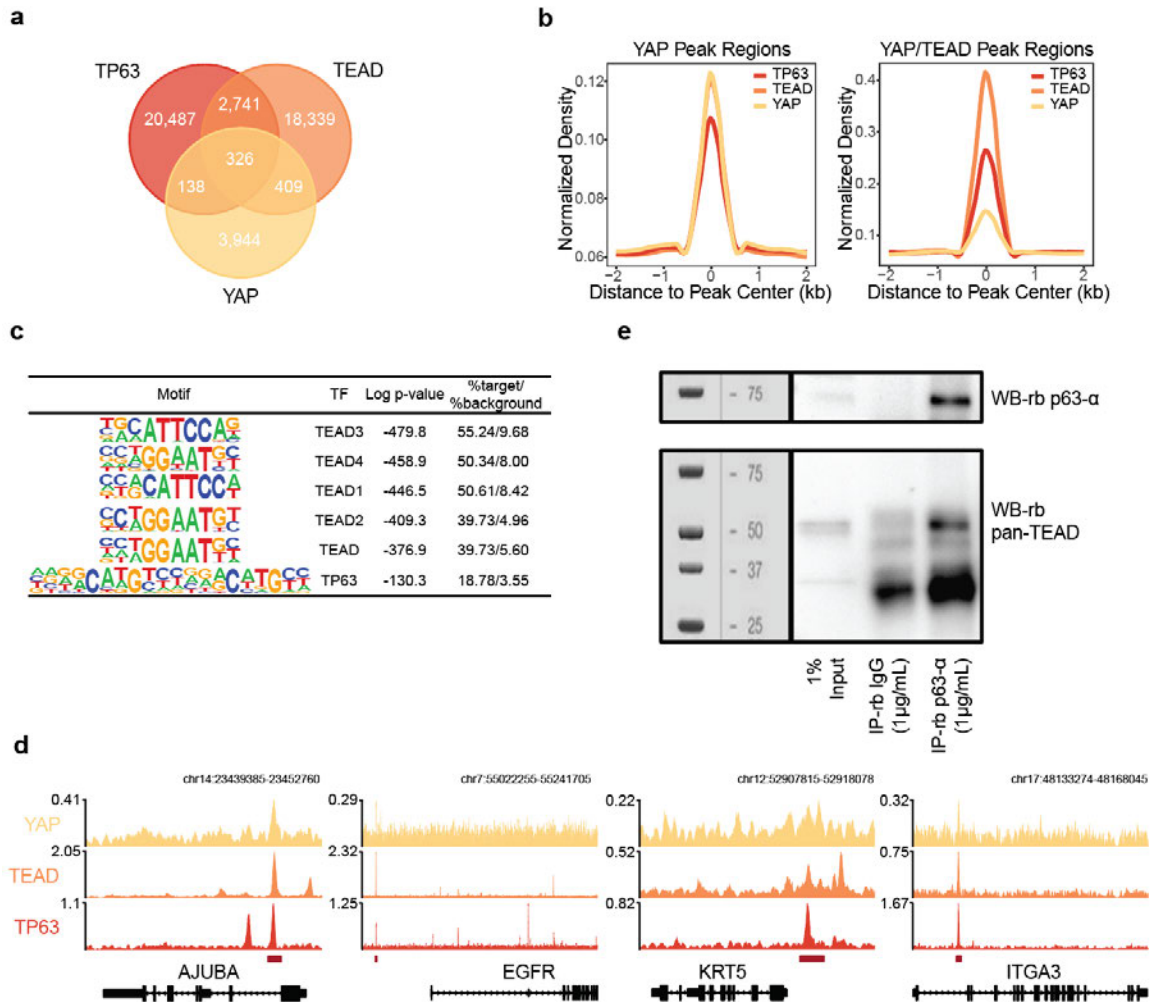 a
TP63
TEAD
2,741
20,487
18,339
326
138
409
3,944
YAP
b
YAP Peak Regions
TP63
TEAD
YAP
0.12
0.10
0.08
0.06
Normalized Density
−2 −1 0 1 2
Distance to Peak Center (kb)
YAP/TEAD Peak Regions
TP63
TEAD
YAP
0.4
0.3
0.2
0.1
Normalized Density
−2 −1 0 1 2
Distance to Peak Center (kb)
c
Motif TF Log p-value %target/
%background
TEAD3 -479.8 55.24/9.68
TEAD4 -458.9 50.34/8.00
TEAD1 -446.5 50.61/8.42
TEAD2 -409.3 39.73/4.96
TEAD -376.9 39.73/5.60
TP63 -130.3 18.78/3.55
e
- 75
WB-rb p63-α
- 75
- 50
- 37
- 25
WB-rb
pan-TEAD
1%
Input
IP-rb IgG
(1µg/mL)
IP-rb p63-α
(1µg/mL)
d
chr14:23439385-23452760
chr7:55022255-55241705
chr12:52907815-52918078
chr17:48133274-48168045
YAP 0.41 0.29 0.22 0.32
TEAD 2.05 2.32 0.52 0.75
TP63 1.1 1.25 0.82 1.67
AJUBA EGFR KRT5 ITGA3